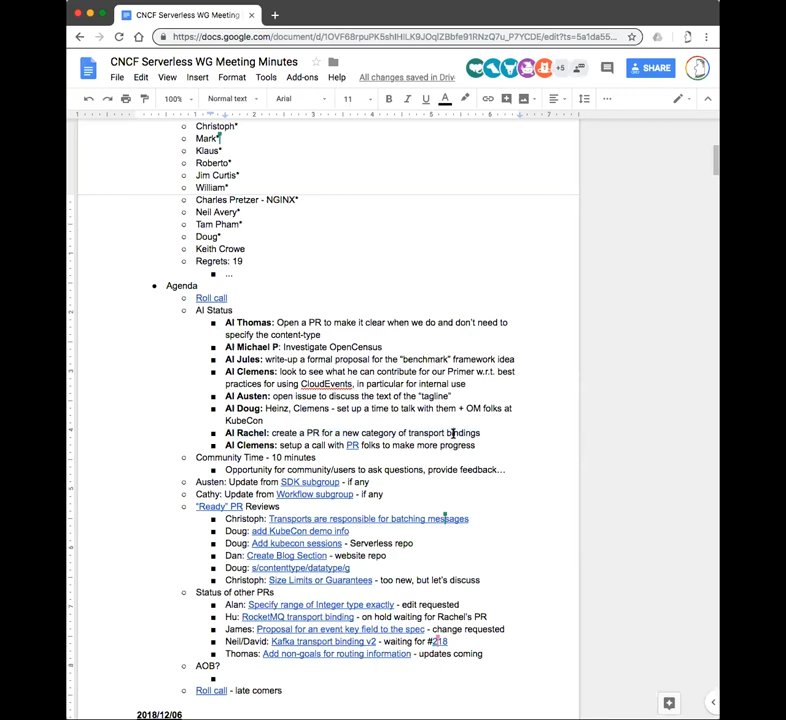 CNCF Serverless WG Meeting
https://docs.google.com/document/d/1OVF68rpuPK5shIHILK9JOqIZBbfe91RNzQ7u_P7YCDE/edit?ts=5a1da55...
CNCF Serverless WG Meeting Minutes
File Edit View Insert Format Tools Add-ons Help All changes saved in Driv
+5
SHARE
100% Normal text Arial 11
Christoph*
Mark*
Klaus*
Roberto*
Jim Curtis*
William*
Charles Pretzer - NGINX*
Neil Avery*
Tam Pham*
Doug*
Keith Crowe
Regrets: 19
...
Agenda
Roll call
AI Status
AI Thomas: Open a PR to make it clear when we do and don't need to
specify the content-type
AI Michael P: Investigate OpenCensus
AI Jules: write-up a formal proposal for the "benchmark" framework idea
AI Clemens: look to see what he can contribute for our Primer w.r.t. best
practices for using CloudEvents, in particular for internal use
AI Austen: open issue to discuss the text of the "tagline"
AI Doug: Heinz, Clemens - set up a time to talk with them + OM folks at
KubeCon
AI Rachel: create a PR for a new category of transport bindings
AI Clemens: setup a call with PR folks to make more progress
Community Time - 10 minutes
Opportunity for community/users to ask questions, provide feedback...
Austen: Update from SDK subgroup - if any
Cathy: Update from Workflow subgroup - if any
"Ready" PR Reviews
Christoph: Transports are responsible for batching messages
Doug: add KubeCon demo info
Doug: Add kubecon sessions - Serverless repo
Dan: Create Blog Section - website repo
Doug: s/contenttype/datatype/g
Christoph: Size Limits or Guarantees - too new, but let's discuss
Status of other PRs
Alan: Specify range of Integer type exactly - edit requested
Hu: RocketMQ transport binding - on hold waiting for Rachel's PR
James: Proposal for an event key field to the spec - change requested
Neil/David: Kafka transport binding v2 - waiting for #218
Thomas: Add non-goals for routing information - updates coming
AOB?
Roll call - late comers
2018/12/06